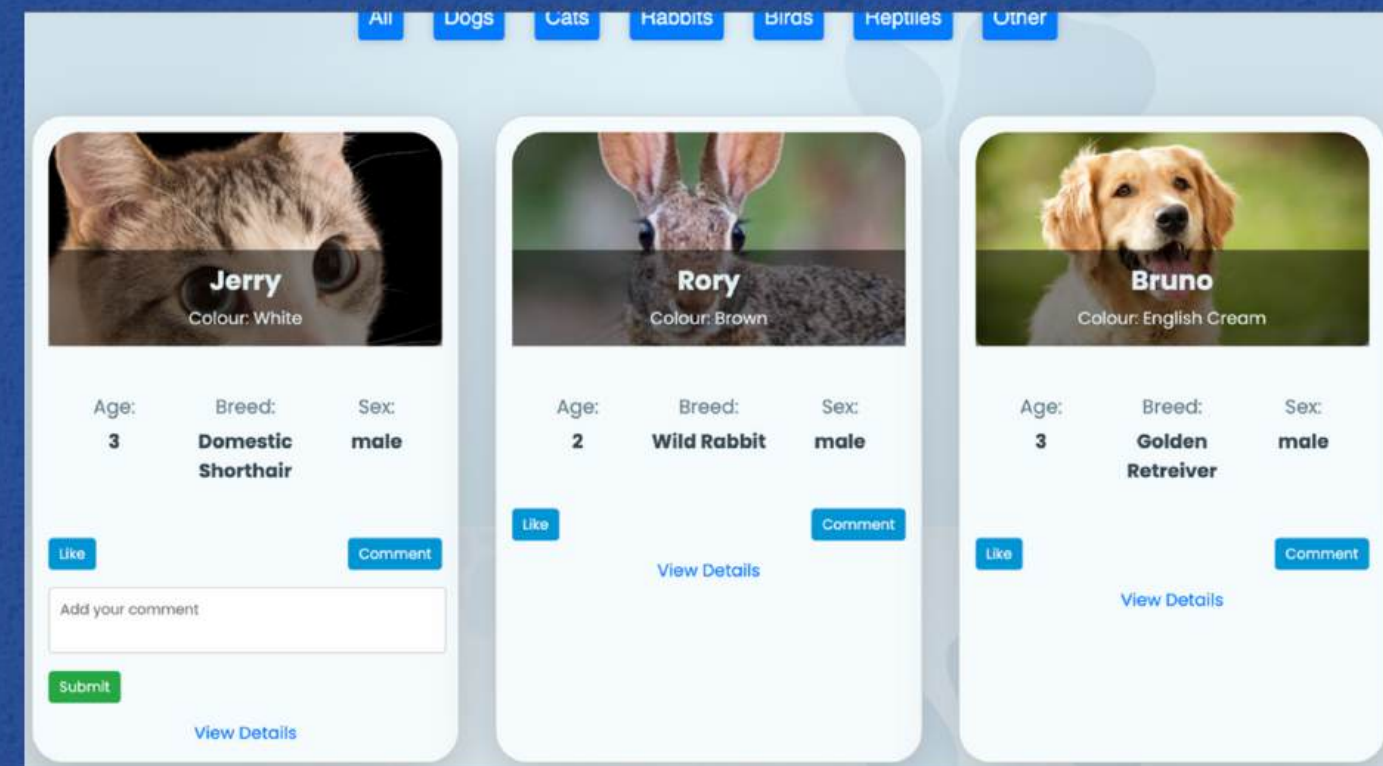 All Dogs Cats Rabbits Birds Reptiles Other
Jerry
Colour: White
Age: Breed: Sex:
3 Domestic male
Shorthair
Like Comment
Add your comment
Submit
View Details
Rory
Colour: Brown
Age: Breed: Sex:
2 Wild Rabbit male
Like Comment
View Details
Bruno
Colour: English Cream
Age: Breed: Sex:
3 Golden male
Retreiver
Like Comment
View Details